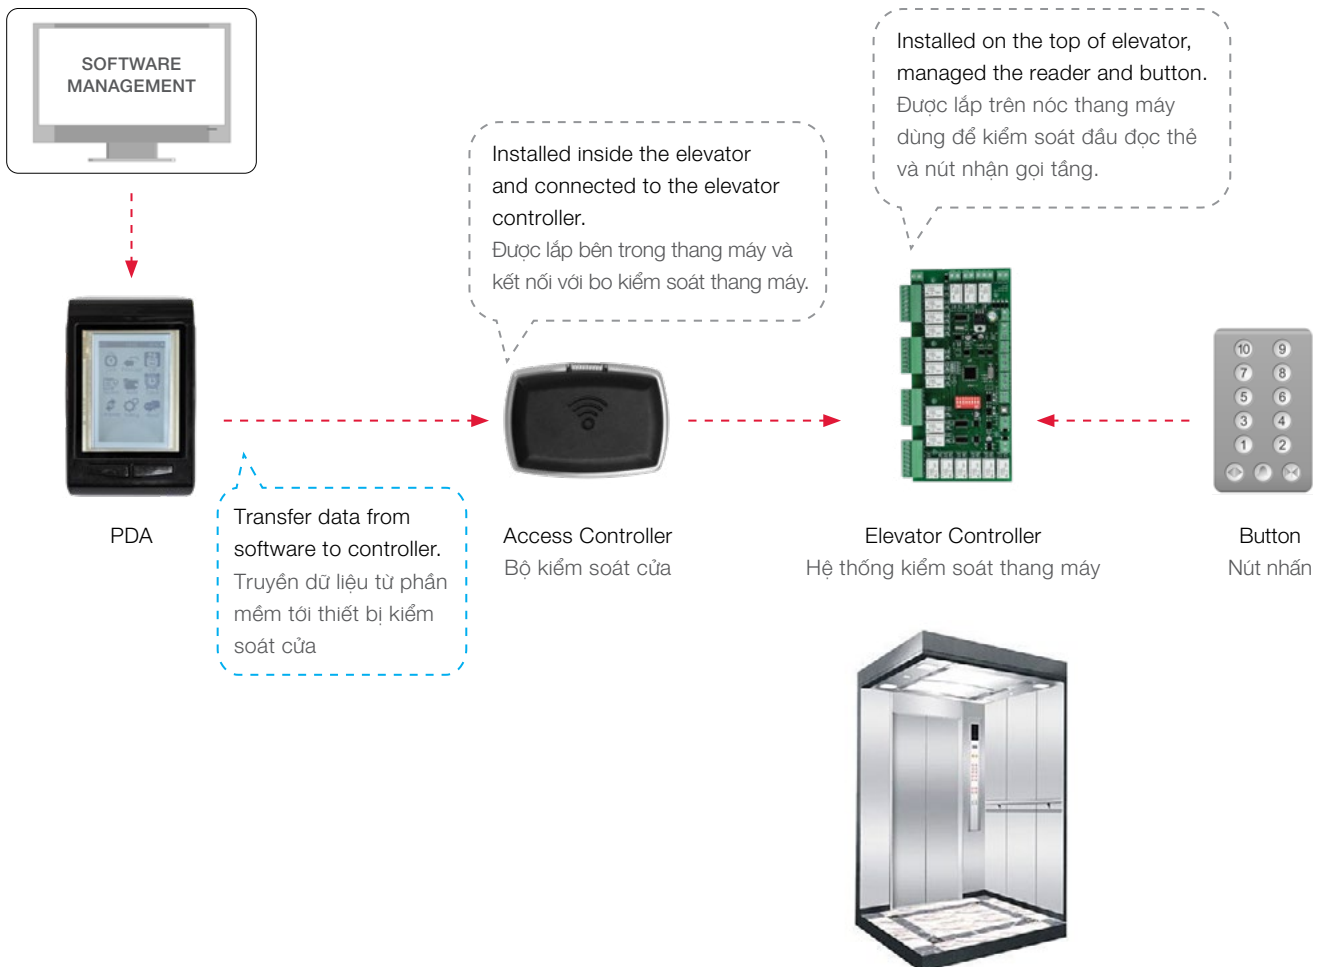 SOFTWARE
MANAGEMENT
Installed on the top of elevator,
managed the reader and button.
Được lắp trên nóc thang máy
dùng để kiểm soát đầu đọc thẻ
và nút nhận gọi tầng.
Installed inside the elevator
and connected to the elevator
controller.
Được lắp bên trong thang máy và
kết nối với bo kiểm soát thang máy.
10 9
7 8
5 6
3 4
1 2
PDA
Transfer data from
software to controller.
Truyền dữ liệu từ phần
mềm tới thiết bị kiểm
soát cửa
Access Controller
Bộ kiểm soát cửa
Elevator Controller
Hệ thống kiểm soát thang máy
Button
Nút nhấn